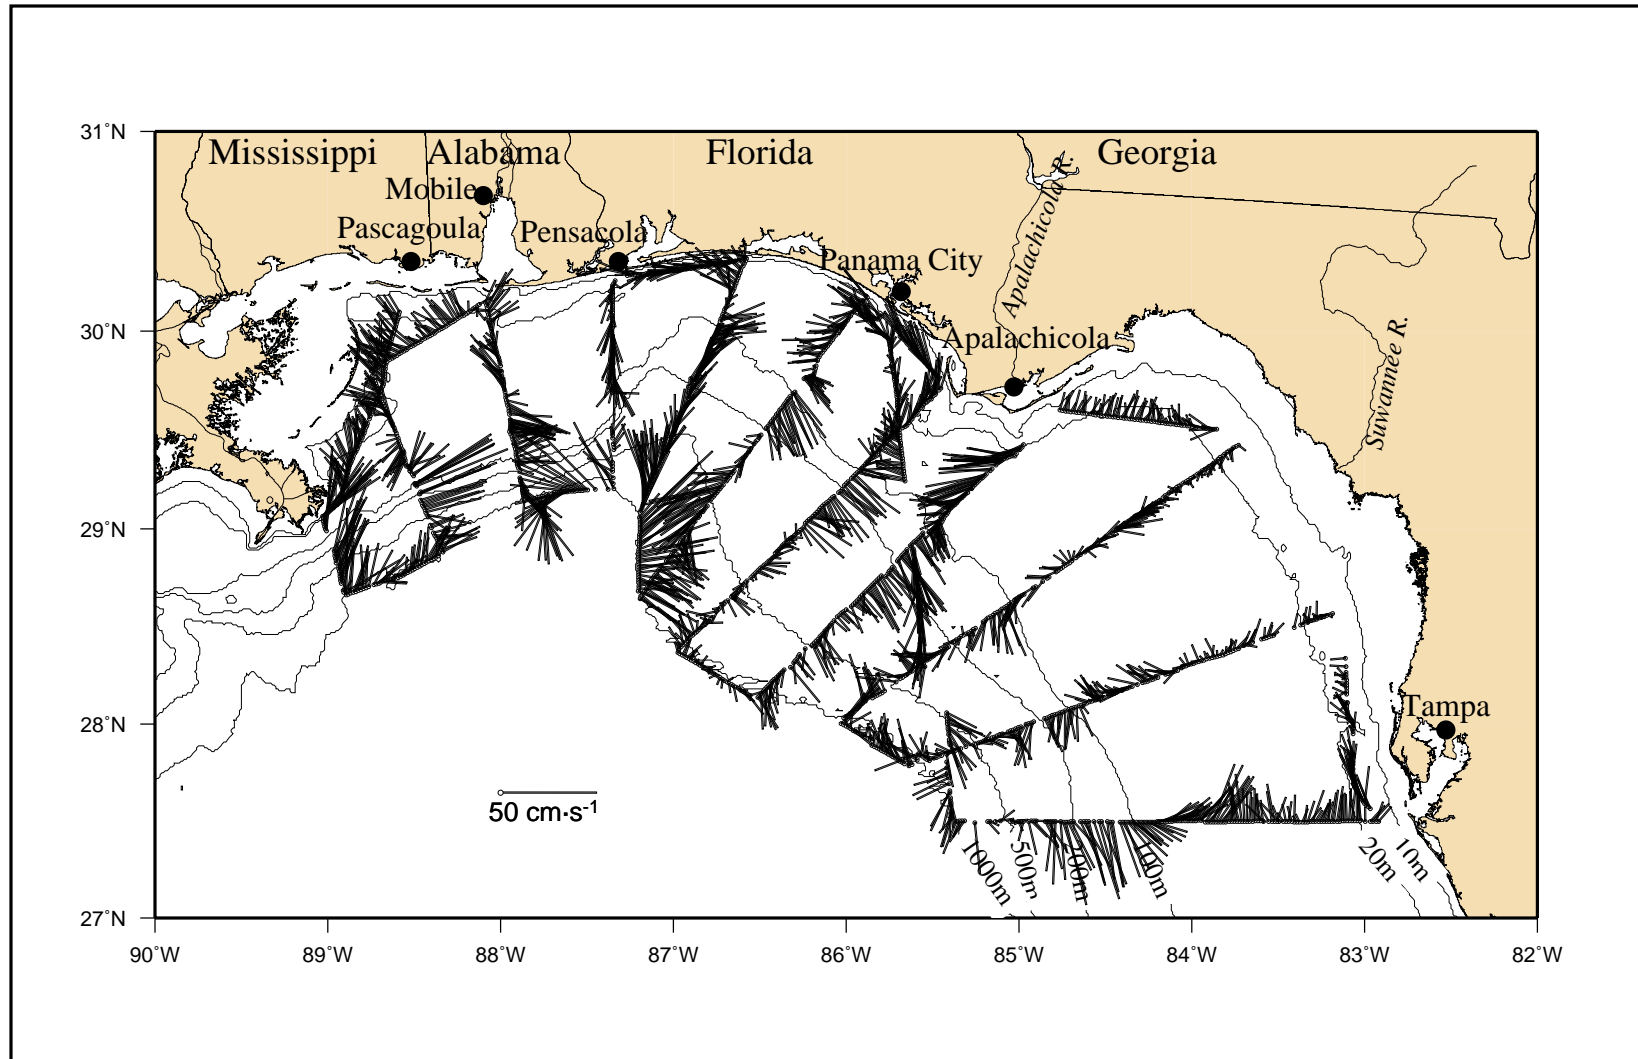 31°N
30°N
29°N
28°N
27°N
Mississippi
Alabama
Florida
Georgia
Mobile
Pascagoula
Pensacola
Panama City
Apalachicola R.
Apalachicola
Suwannee R.
Tampa
50 cm·s-1
1000m
500m
200m
100m
20m
10m
90°W
89°W
88°W
87°W
86°W
85°W
84°W
83°W
82°W